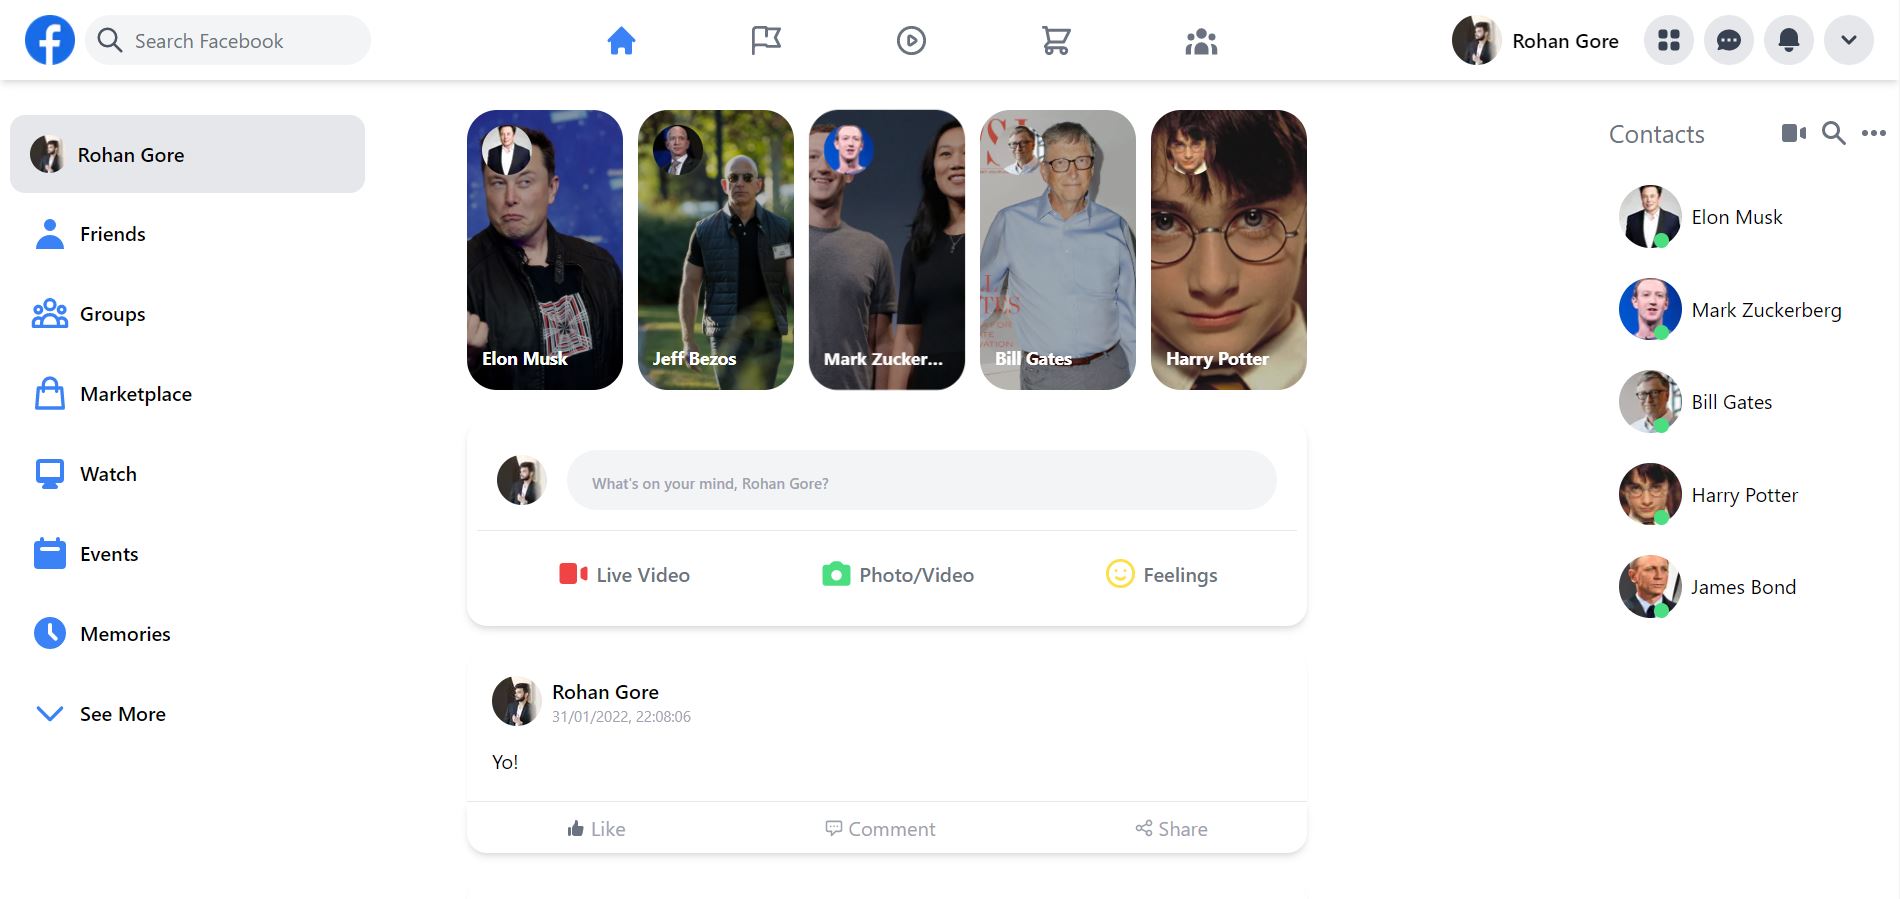 Search Facebook
Rohan Gore
Rohan Gore
Friends
Groups
Marketplace
Watch
Events
Memories
See More
Elon Musk
Jeff Bezos
Mark Zucker...
Bill Gates
Harry Potter
What's on your mind, Rohan Gore?
Live Video
Photo/Video
Feelings
Rohan Gore
31/01/2022, 22:08:06
Yo!
Like
Comment
Share
Contacts
Elon Musk
Mark Zuckerberg
Bill Gates
Harry Potter
James Bond